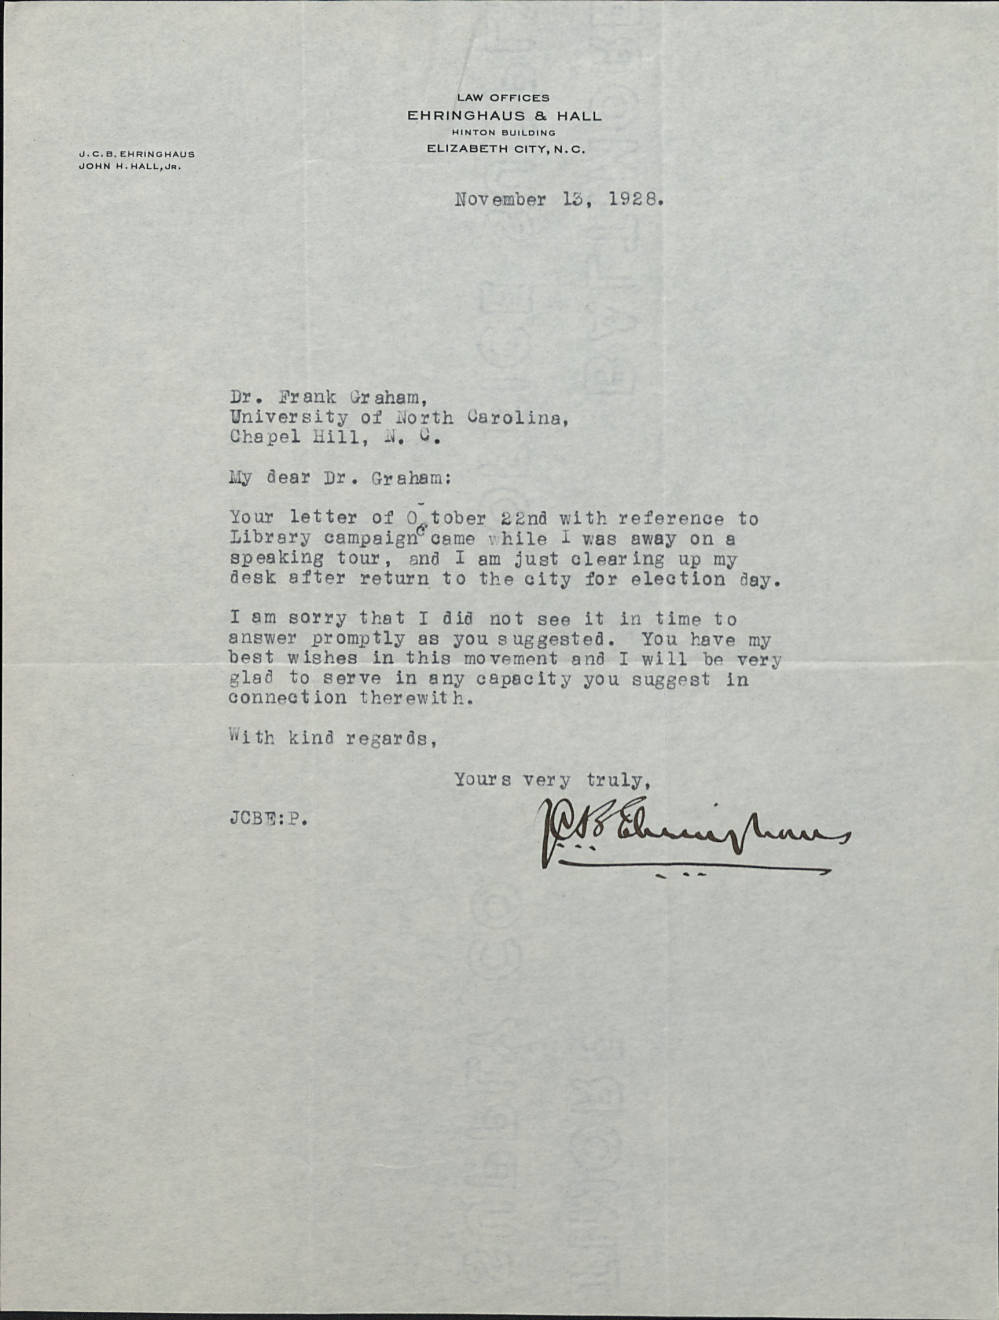 LAW OFFICES
EHRINGHAUS & HALL
HINTON BUILDING
ELIZABETH CITY, N.C.
J.C.B. EHRINGHAUS
JOHN H. HALL, JR.
November 13, 1928.
Dr. Frank Graham,
University of North Carolina,
Chapel Hill, N. C.
My dear Dr. Graham:
Your letter of October 22nd with reference to
Library campaign came while I was away on a
speaking tour, and I am just clearing up my
desk after return to the city for election day.
I am sorry that I did not see it in time to
answer promptly as you suggested. You have my
best wishes in this movement and I will be very
glad to serve in any capacity you suggest in
connection therewith.
With kind regards,
Yours very truly,
JCBE:P.
JCB Ehringhaus